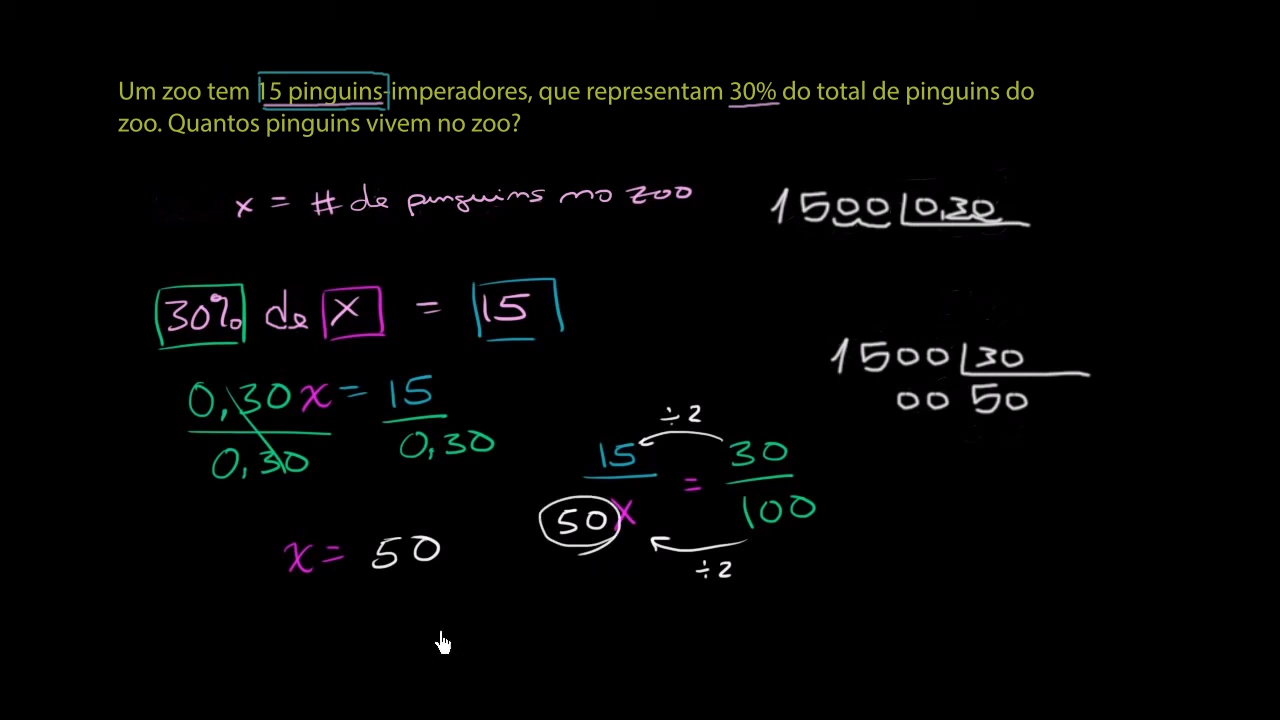 Um zoo tem 15 pinguins-imperadores, que representam 30% do total de pinguins do
zoo. Quantos pinguins vivem no zoo?
x = # de pinguins no zoo
1500 0,30
30% de x = 15
1500 30
00 50
0,30x = 15
0,30 0,30
÷2
15 = 30
50 x 100
÷2
x = 50